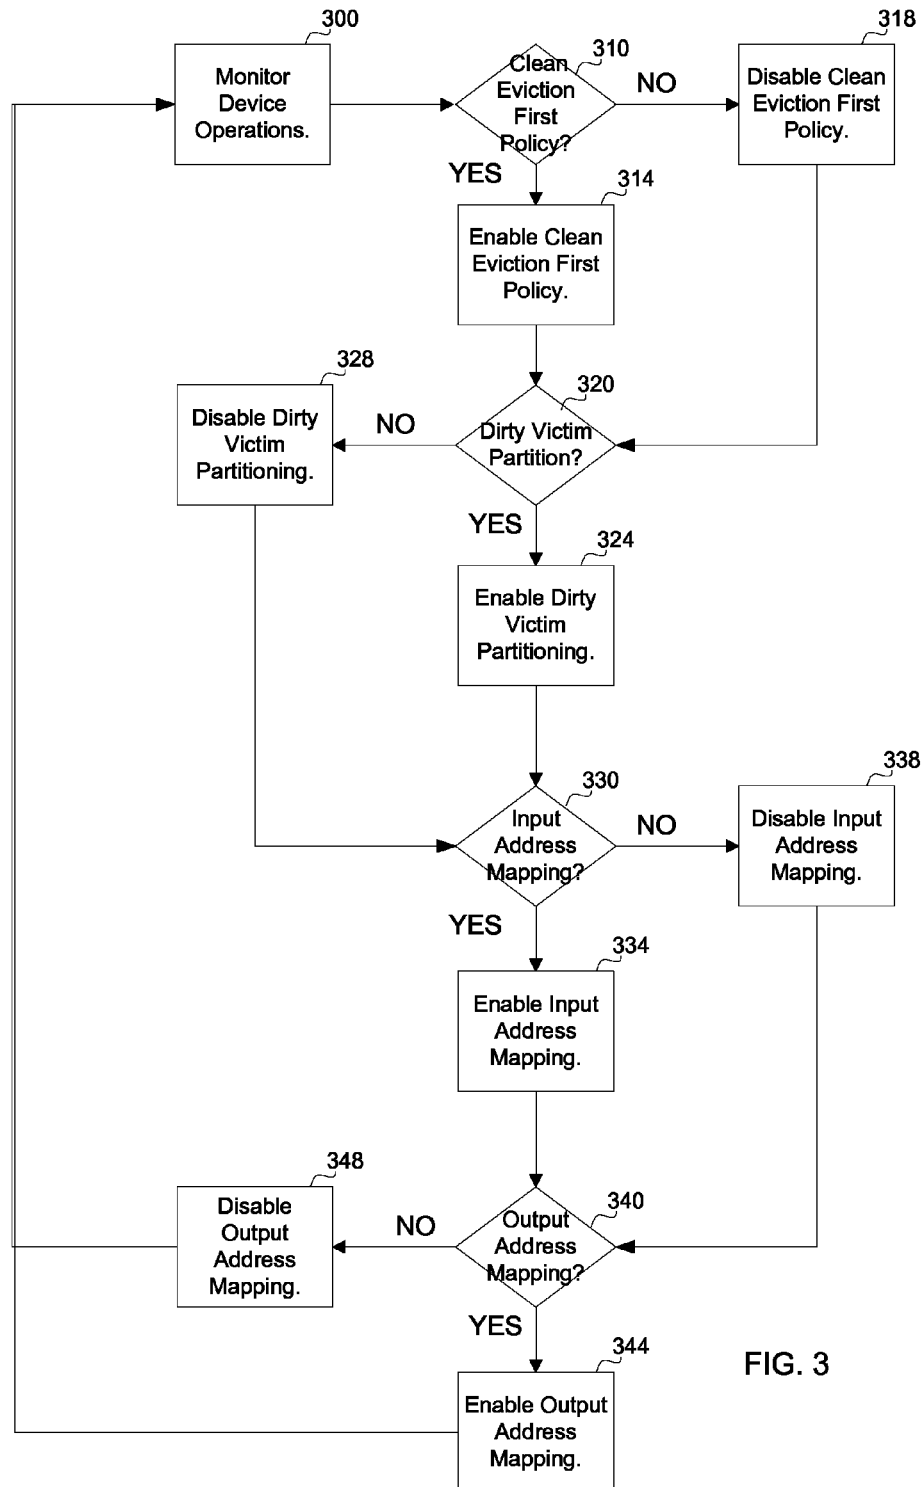 300
Monitor
Device
Operations.
310
Clean
Eviction
First
Policy?
NO
318
Disable Clean
Eviction First
Policy.
YES
314
Enable Clean
Eviction First
Policy.
328
Disable Dirty
Victim
Partitioning.
NO
320
Dirty Victim
Partition?
YES
324
Enable Dirty
Victim
Partitioning.
330
Input
Address
Mapping?
NO
338
Disable Input
Address
Mapping.
YES
334
Enable Input
Address
Mapping.
348
Disable
Output
Address
Mapping.
NO
340
Output
Address
Mapping?
YES
344
Enable Output
Address
Mapping.
FIG. 3